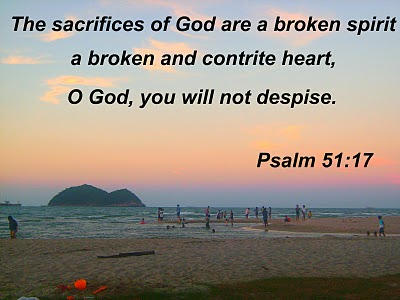 The sacrifices of God are a broken spirit
a broken and contrite heart,
O God, you will not despise.
Psalm 51:17